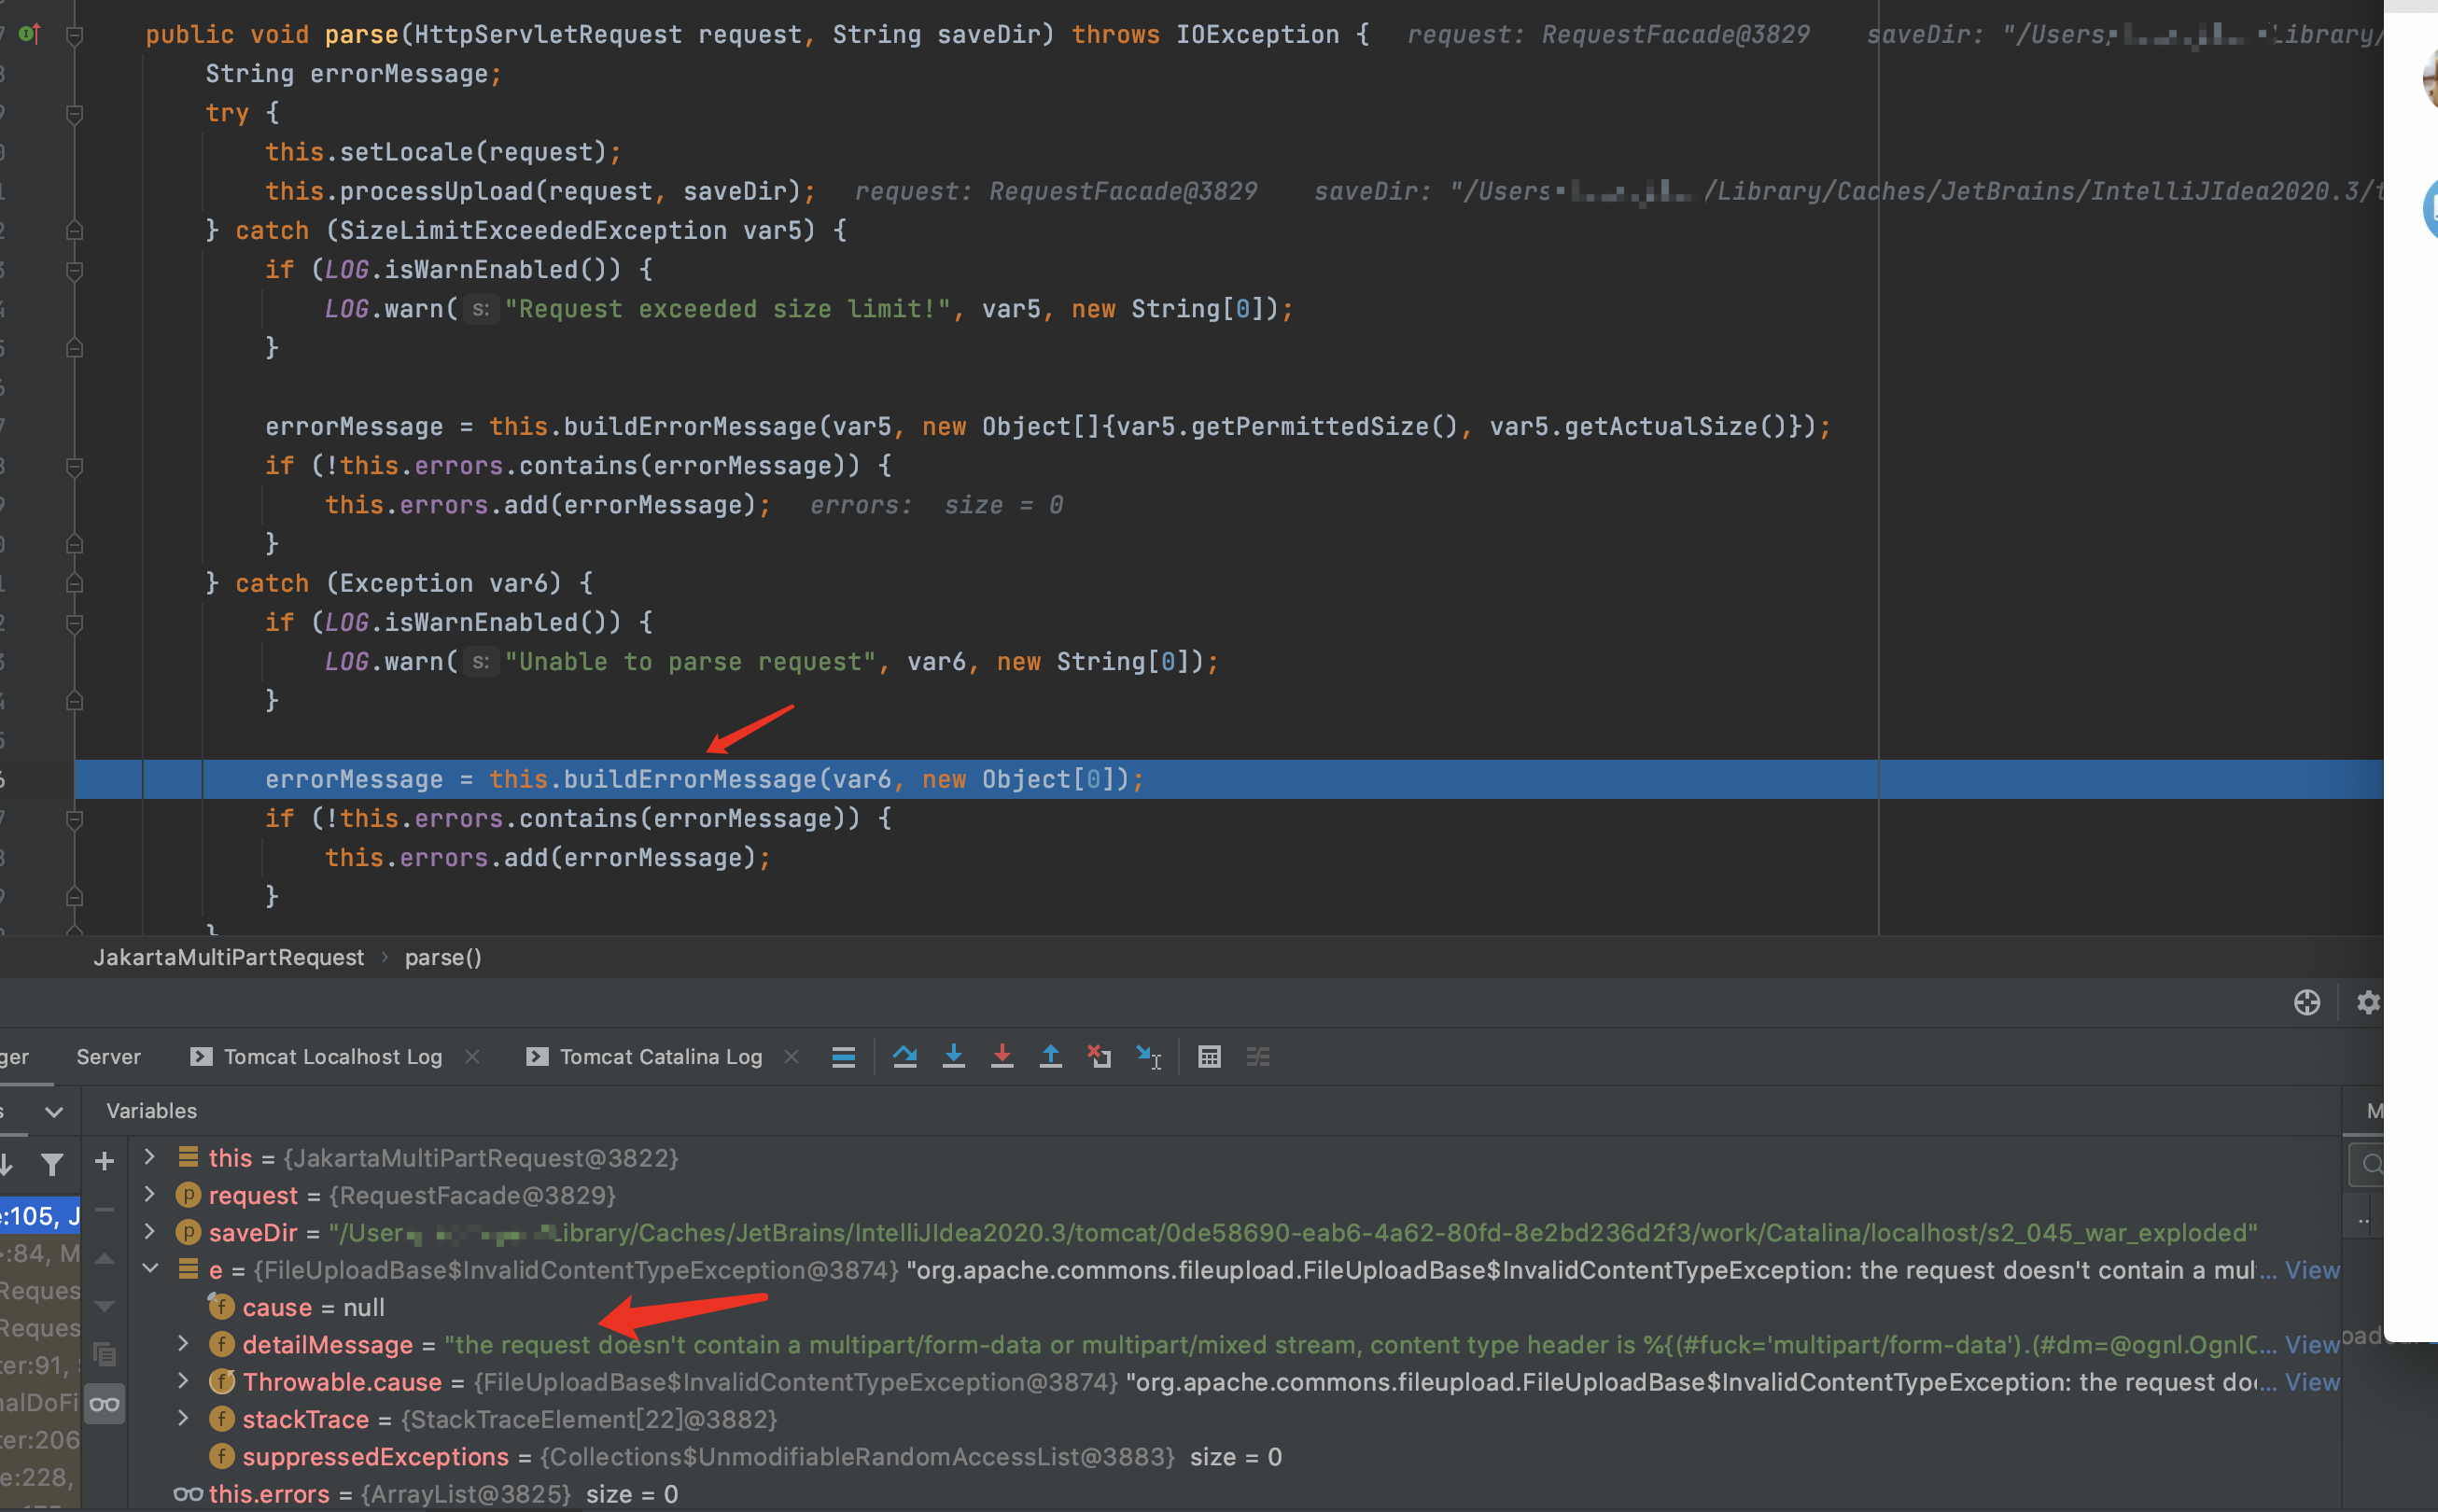 public void parse(HttpServletRequest request, String saveDir) throws IOException {   request: RequestFacade@3829    saveDir: "/Users/ Library/
String errorMessage;
try {
this.setLocale(request);
this.processUpload(request, saveDir);   request: RequestFacade@3829    saveDir: "/Users /Library/Caches/JetBrains/IntelliJIdea2020.3/t
} catch (SizeLimitExceededException var5) {
if (LOG.isWarnEnabled()) {
LOG.warn( s: "Request exceeded size limit!", var5, new String[0]);
}
errorMessage = this.buildErrorMessage(var5, new Object[]{var5.getPermittedSize(), var5.getActualSize()});
if (!this.errors.contains(errorMessage)) {
this.errors.add(errorMessage);   errors:  size = 0
}
} catch (Exception var6) {
if (LOG.isWarnEnabled()) {
LOG.warn( s: "Unable to parse request", var6, new String[0]);
}
errorMessage = this.buildErrorMessage(var6, new Object[0]);
if (!this.errors.contains(errorMessage)) {
this.errors.add(errorMessage);
}
}
JakartaMultiPartRequest › parse()
ger Server Tomcat Localhost Log × Tomcat Catalina Log ×
s Variables M
this = {JakartaMultiPartRequest@3822}
request = {RequestFacade@3829}
e:105, J saveDir = "/User Library/Caches/JetBrains/IntelliJIdea2020.3/tomcat/0de58690-eab6-4a62-80fd-8e2bd236d2f3/work/Catalina/localhost/s2_045_war_exploded"
>:84, M e = {FileUploadBase$InvalidContentTypeException@3874} "org.apache.commons.fileupload.FileUploadBase$InvalidContentTypeException: the request doesn't contain a mul... View
Reques cause = null
Request detailMessage = "the request doesn't contain a multipart/form-data or multipart/mixed stream, content type header is %{(#fuck='multipart/form-data').(#dm=@ognl.OgnlC... View
ter:91, Throwable.cause = {FileUploadBase$InvalidContentTypeException@3874} "org.apache.commons.fileupload.FileUploadBase$InvalidContentTypeException: the request do... View
nalDoFi stackTrace = {StackTraceElement[22]@3882}
ter:206 suppressedExceptions = {Collections$UnmodifiableRandomAccessList@3883} size = 0
e:228, this.errors = {ArrayList@3825} size = 0